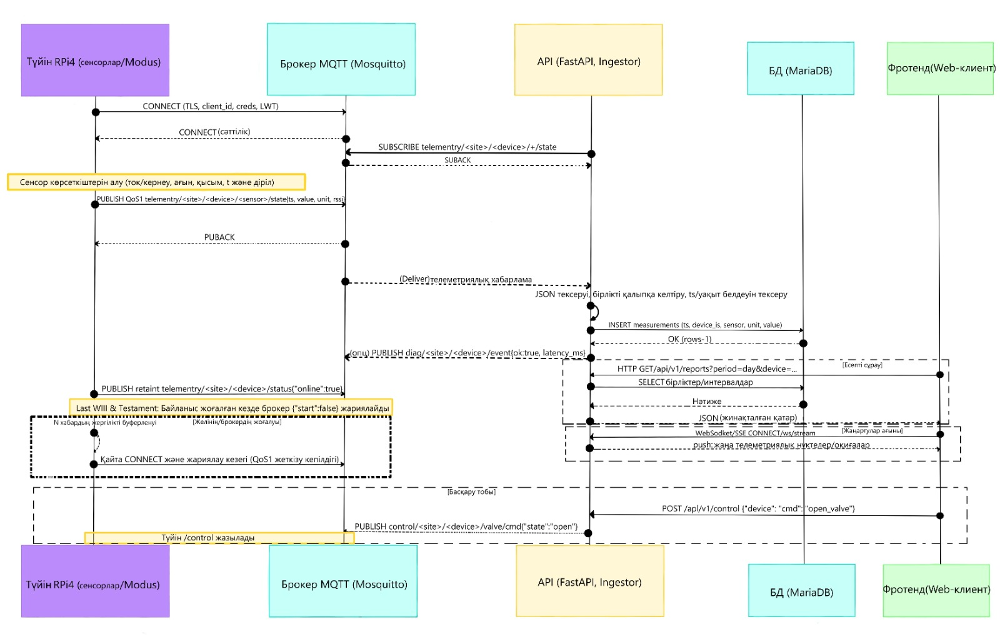 Түйін RPi4 (сенсорлар/Modus)
Брокер MQTT (Mosquitto)
API (FastAPI, Ingestor)
БД (MariaDB)
Фротенд(Web-клиент)
CONNECT (TLS, client_id, creds, LWT)
CONNECT (сәттілік)
SUBSCRIBE telementry/<site>/<device>/+/state
SUBACK
Сенсор көрсеткіштерін алу (ток/кернеу, ағын, қысым, t және діріл)
PUBLISH QoS1 telementry/<site>/<device>/<sensor>/state{ts, value, unit, rssi}
PUBACK
(Deliver)телеметриялық хабарлама
JSON тексеруі, бірлікті қалыпқа келтіру, ts/уақыт белдеуін тексеру
INSERT measurements (ts, device_is, sensor, unit, value)
OK (rows-1)
(опц) PUBLISH diag/<site>/<device>/event{ok:true, latency_ms}
[Есепті сұрау]
HTTP GET/api/v1/reports?period=day&device=...
SELECT бірліктер/интервалдар
PUBLISH retaint telementry/<site>/<device>/status{"online":true}
Нәтиже
Last WIII & Testament: Байланыс жоғалған кезде брокер {"start":false} жариялайды
JSON (жинақталған қатар)
N хабардың жергілікті буферленуі
[Желінің/брокердің жоғалуы]
WebSodket/SSE CONNECT/ws/stream
[Жаңартулар ағыны]
push: жаңа телеметриялық нүктелер/оқиғалар
Қайта CONNECT және жариялау кезегі (QoS1 жеткізу кепілдігі)
[Басқару тобы]
POST /apl/v1/control {"device": "cmd": "open_valve"}
PUBLISH control/<site>/<device>/valve/cmd{"state":"open"}
Түйін /control жазылады
Түйін RPi4 (сенсорлар/Modus)
Брокер MQTT (Mosquitto)
API (FastAPI, Ingestor)
БД (MariaDB)
Фротенд(Web-клиент)